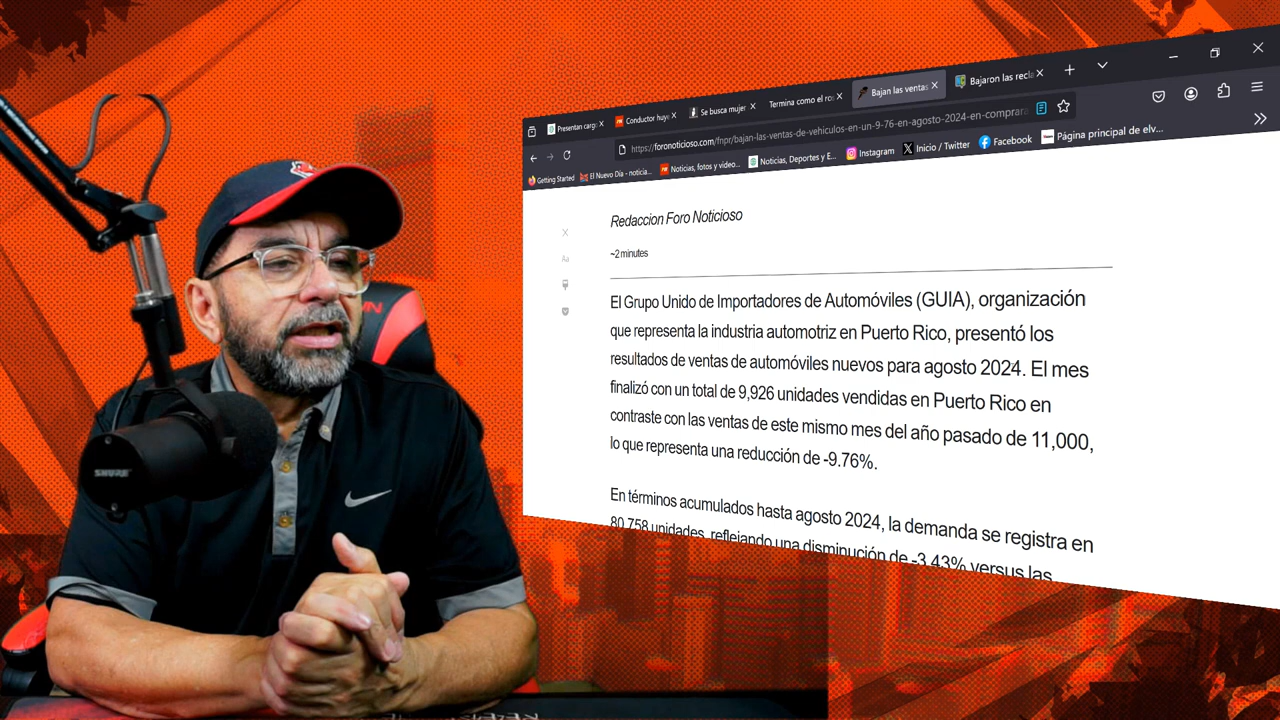 Presentan carg
Conductor huy
Se busca mujer
Termina como el ro
Bajan las ventas
Bajaron las recla
https://foronoticioso.com/fnpr/bajan-las-ventas-de-vehiculos-en-un-9-76-en-agosto-2024-en-comprara
Getting Started
El Nuevo Día - noticia...
Noticias, fotos y video...
Noticias, Deportes y E...
Instagram
Inicio / Twitter
Facebook
Página principal de elv...
Redaccion Foro Noticioso
~2 minutes
Aa
El Grupo Unido de Importadores de Automóviles (GUIA), organización
que representa la industria automotriz en Puerto Rico, presentó los
resultados de ventas de automóviles nuevos para agosto 2024. El mes
finalizó con un total de 9,926 unidades vendidas en Puerto Rico en
contraste con las ventas de este mismo mes del año pasado de 11,000,
lo que representa una reducción de -9.76%.
En términos acumulados hasta agosto 2024, la demanda se registra en
80,758 unidades, reflejando una disminución de -3.43% versus las
SHURE